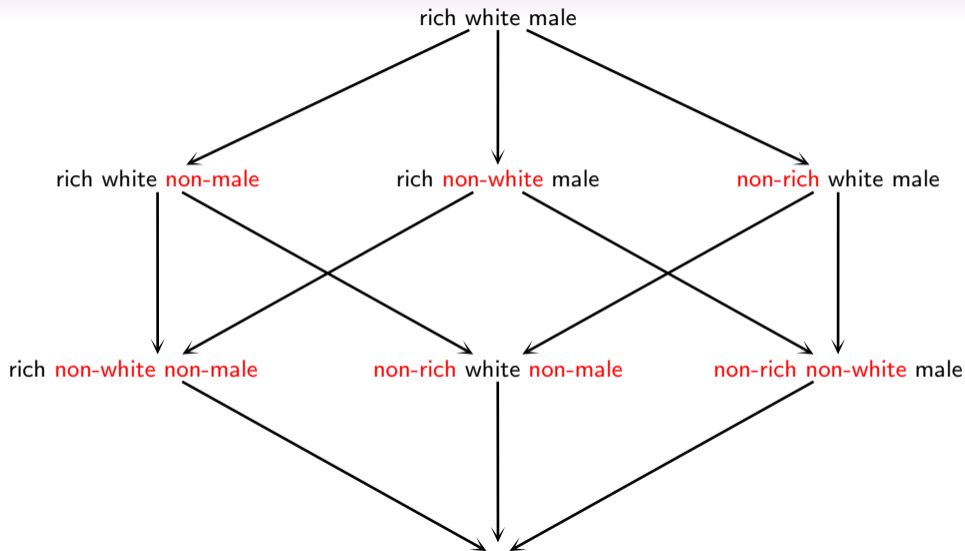 rich white male
rich white non-male
rich non-white male
non-rich white male
rich non-white non-male
non-rich white non-male
non-rich non-white male